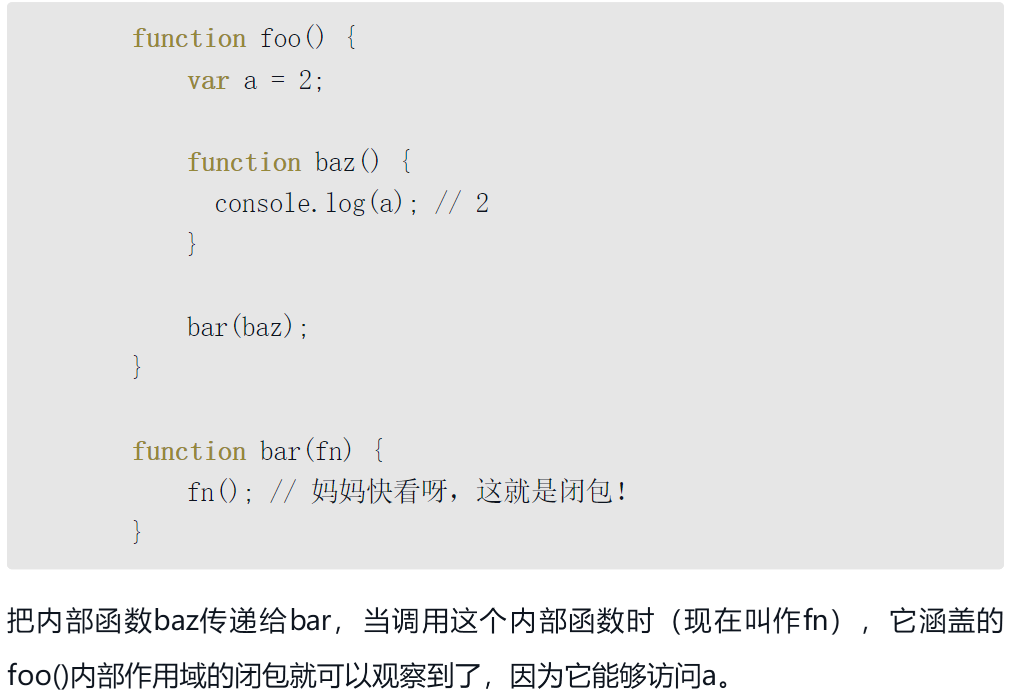 function foo() {
var a = 2;
function baz() {
console.log(a); // 2
}
bar(baz);
}
function bar(fn) {
fn(); // 妈妈快看呀，这就是闭包！
}
把内部函数baz传递给bar，当调用这个内部函数时（现在叫作fn），它涵盖的
foo()内部作用域的闭包就可以观察到了，因为它能够访问a。